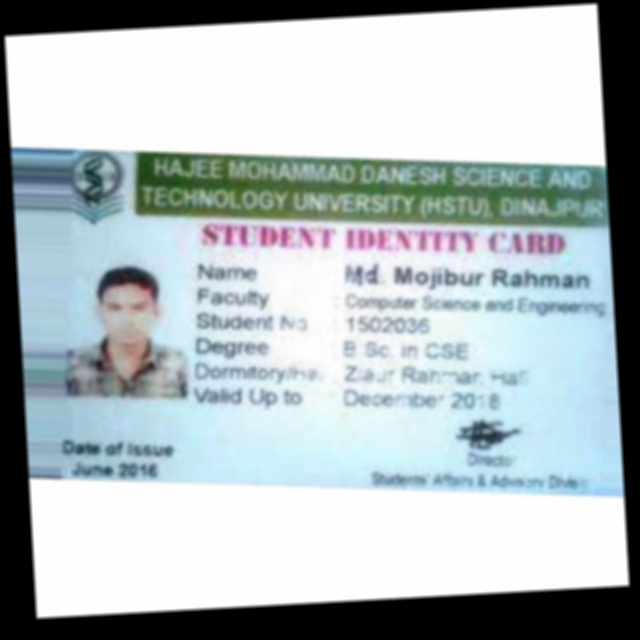 HAJEE MOHAMMAD DANESH SCIENCE AND
TECHNOLOGY UNIVERSITY (HSTU), DINAJPUR
STUDENT IDENTITY CARD
Name : Md. Mojibur Rahman
Faculty : Computer Science and Engineering
Student No : 1502036
Degree : B.Sc. in CSE
Dormitory/Hall : Ziaur Rahman Hall
Valid Up to : December 2018
Date of issue
June 2016
Director
Students' Affairs & Advisory Division